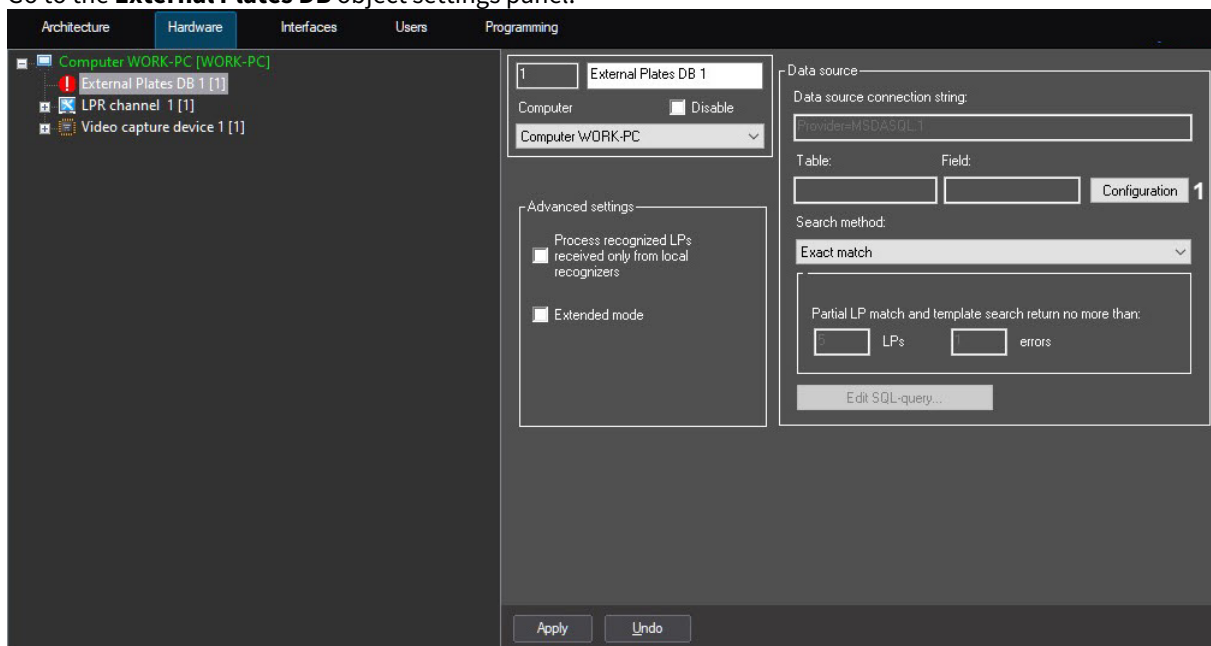 Go to the External Plates DB object settings panel.
Architecture Hardware Interfaces Users Programming
Computer WORK-PC [WORK-PC]
External Plates DB 1 [1]
LPR channel 1 [1]
Video capture device 1 [1]
1 External Plates DB 1
Computer Disable
Computer WORK-PC
Advanced settings
Process recognized LPs
received only from local
recognizers
Extended mode
Data source
Data source connection string:
Provider=MSDASQL.1
Table: Field:
Configuration 1
Search method:
Exact match
Partial LP match and template search return no more than:
5 LPs 1 errors
Edit SQL-query...
Apply Undo